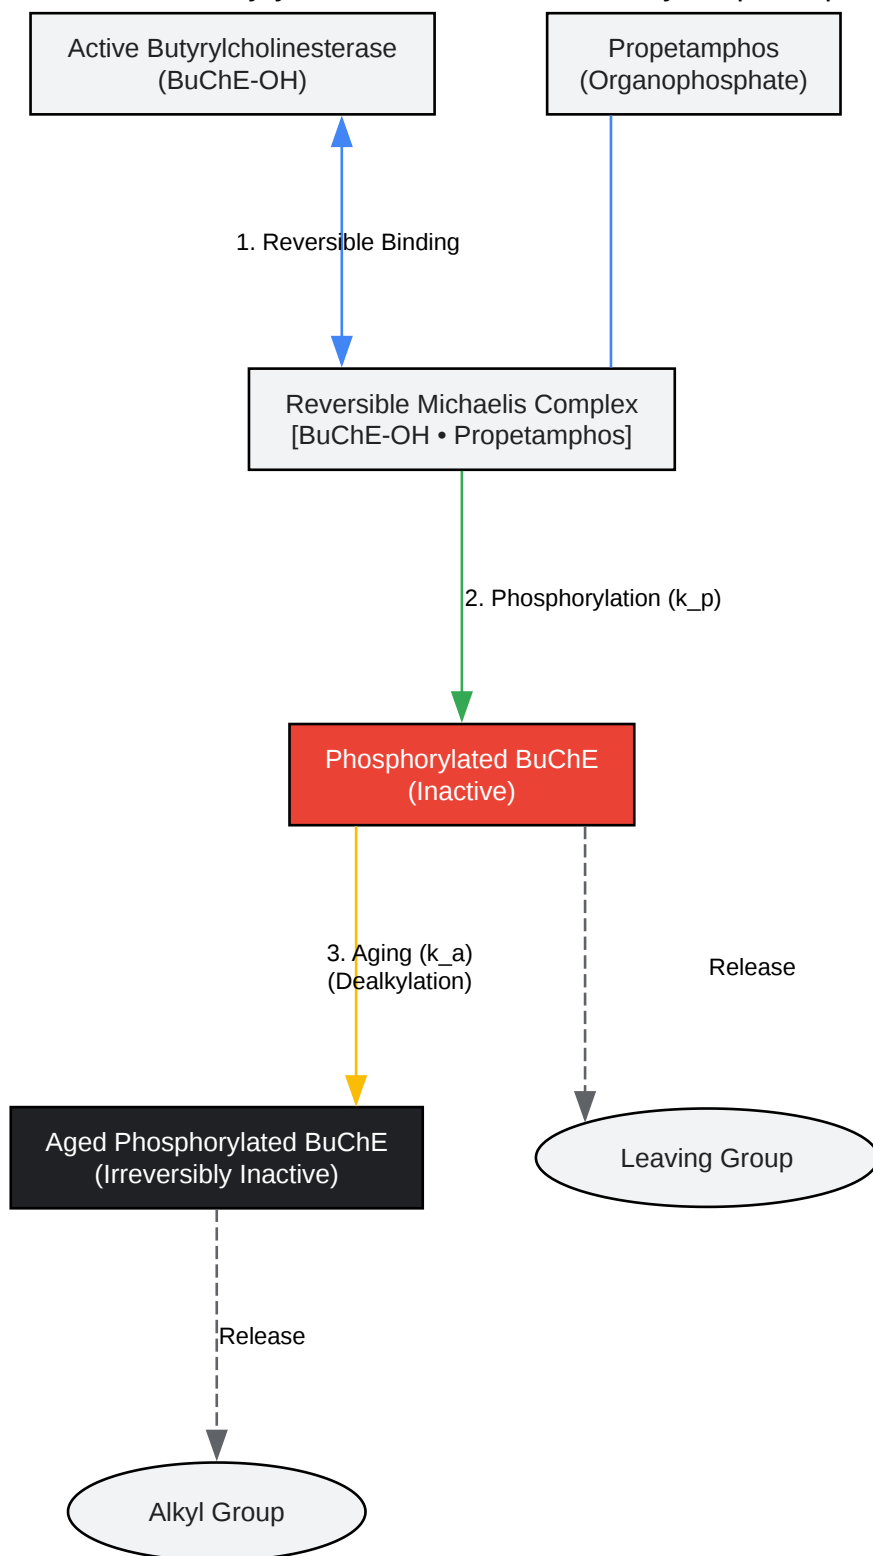 Active Butyrylcholinesterase
(BuChE-OH)
Propetamphos
(Organophosphate)
1. Reversible Binding
Reversible Michaelis Complex
[BuChE-OH • Propetamphos]
2. Phosphorylation (k_p)
Phosphorylated BuChE
(Inactive)
3. Aging (k_a)
(Dealkylation)
Release
Aged Phosphorylated BuChE
(Irreversibly Inactive)
Leaving Group
Release
Alkyl Group